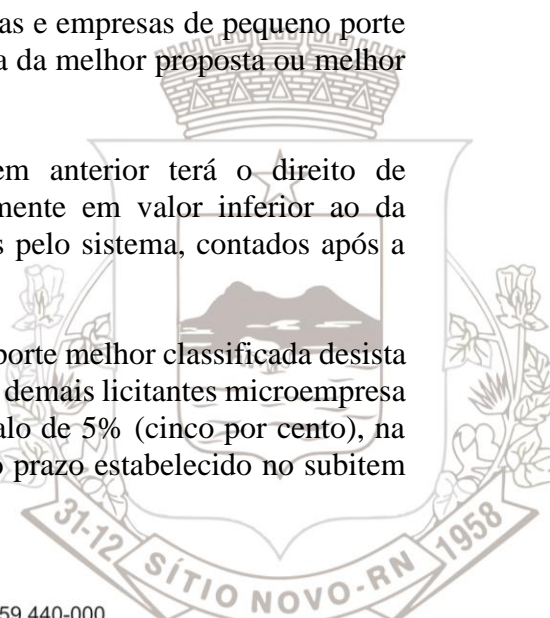 as e empresas de pequeno porte
a da melhor proposta ou melhor
em anterior terá o direito de
mente em valor inferior ao da
s pelo sistema, contados após a
porte melhor classificada desista
demais licitantes microempresa
alo de 5% (cinco por cento), na
o prazo estabelecido no subitem
31-12 SÍTIO NOVO-RN 1958
59.440-000